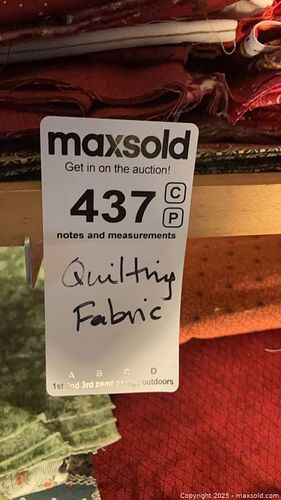 maxsold
Get in on the auction!
437 C
P
notes and measurements
Quilting
Fabric
A B C D
1st 2nd 3rd bsmt garage outdoors
Copyright © 2025 - maxsold.com